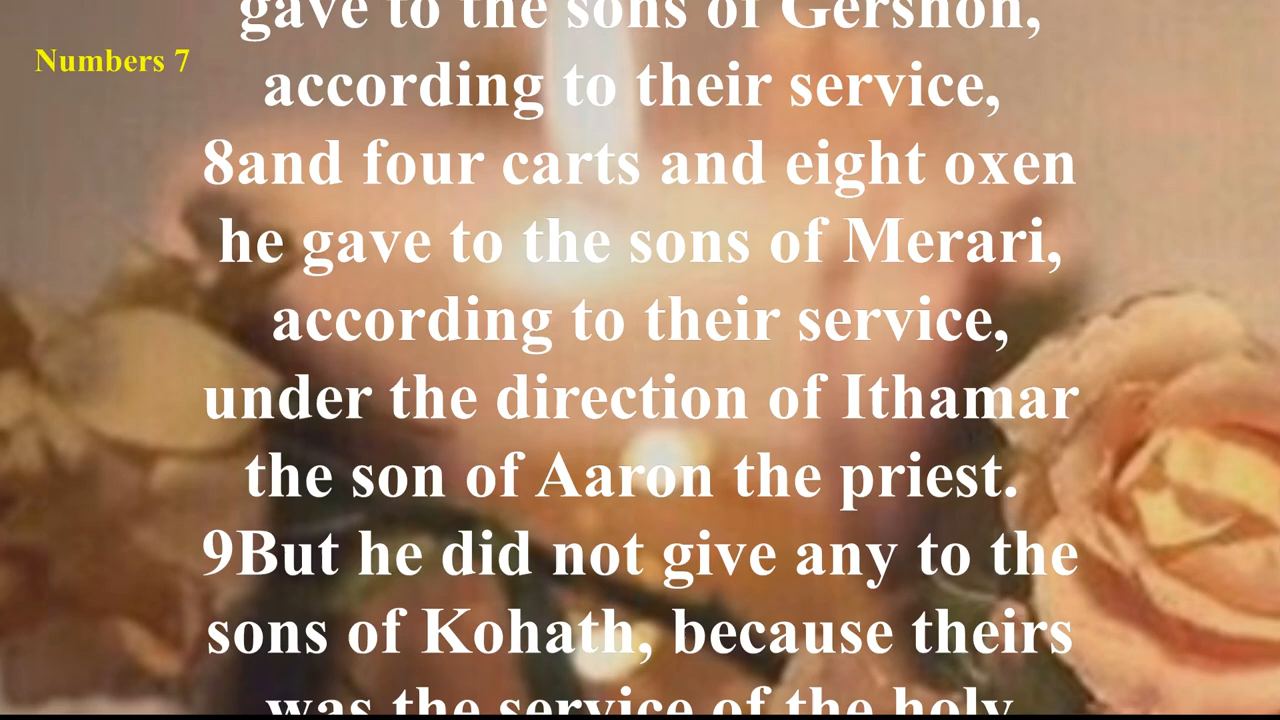 gave to the sons of Gershon,
Numbers 7
according to their service,
8and four carts and eight oxen
he gave to the sons of Merari,
according to their service,
under the direction of Ithamar
the son of Aaron the priest.
9But he did not give any to the
sons of Kohath, because theirs
was the service of the holy